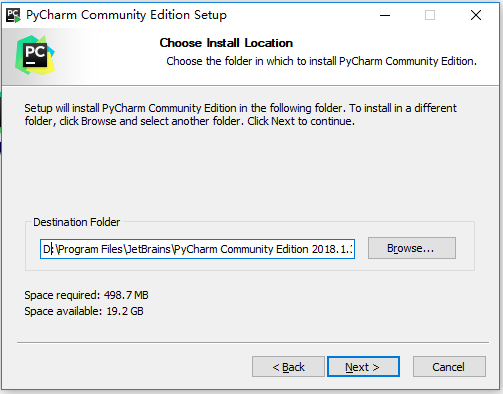 PC PyCharm Community Edition Setup
PC
Choose Install Location
Choose the folder in which to install PyCharm Community Edition.
Setup will install PyCharm Community Edition in the following folder. To install in a different
folder, click Browse and select another folder. Click Next to continue.
Destination Folder
D:\Program Files\JetBrains\PyCharm Community Edition 2018.1.
Browse...
Space required: 498.7 MB
Space available: 19.2 GB
< Back Next > Cancel